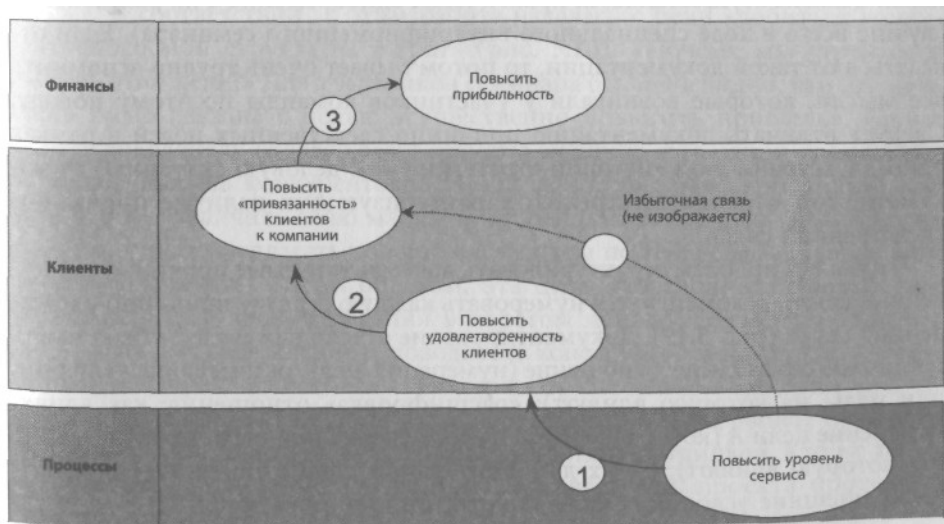 Финансы
Повысить
прибыльность
3
Повысить
«привязанность»
клиентов
к компании
Избыточная связь
(не изображается)
Клиенты
2
Повысить
удовлетворенность
клиентов
Процессы
1
Повысить уровень
сервиса